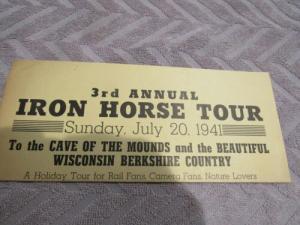 3rd ANNUAL
IRON HORSE TOUR
Sunday, July 20, 1941
To the CAVE OF THE MOUNDS and the BEAUTIFUL
WISCONSIN BERKSHIRE COUNTRY
A Holiday Tour for Rail Fans, Camera Fans, Nature Lovers